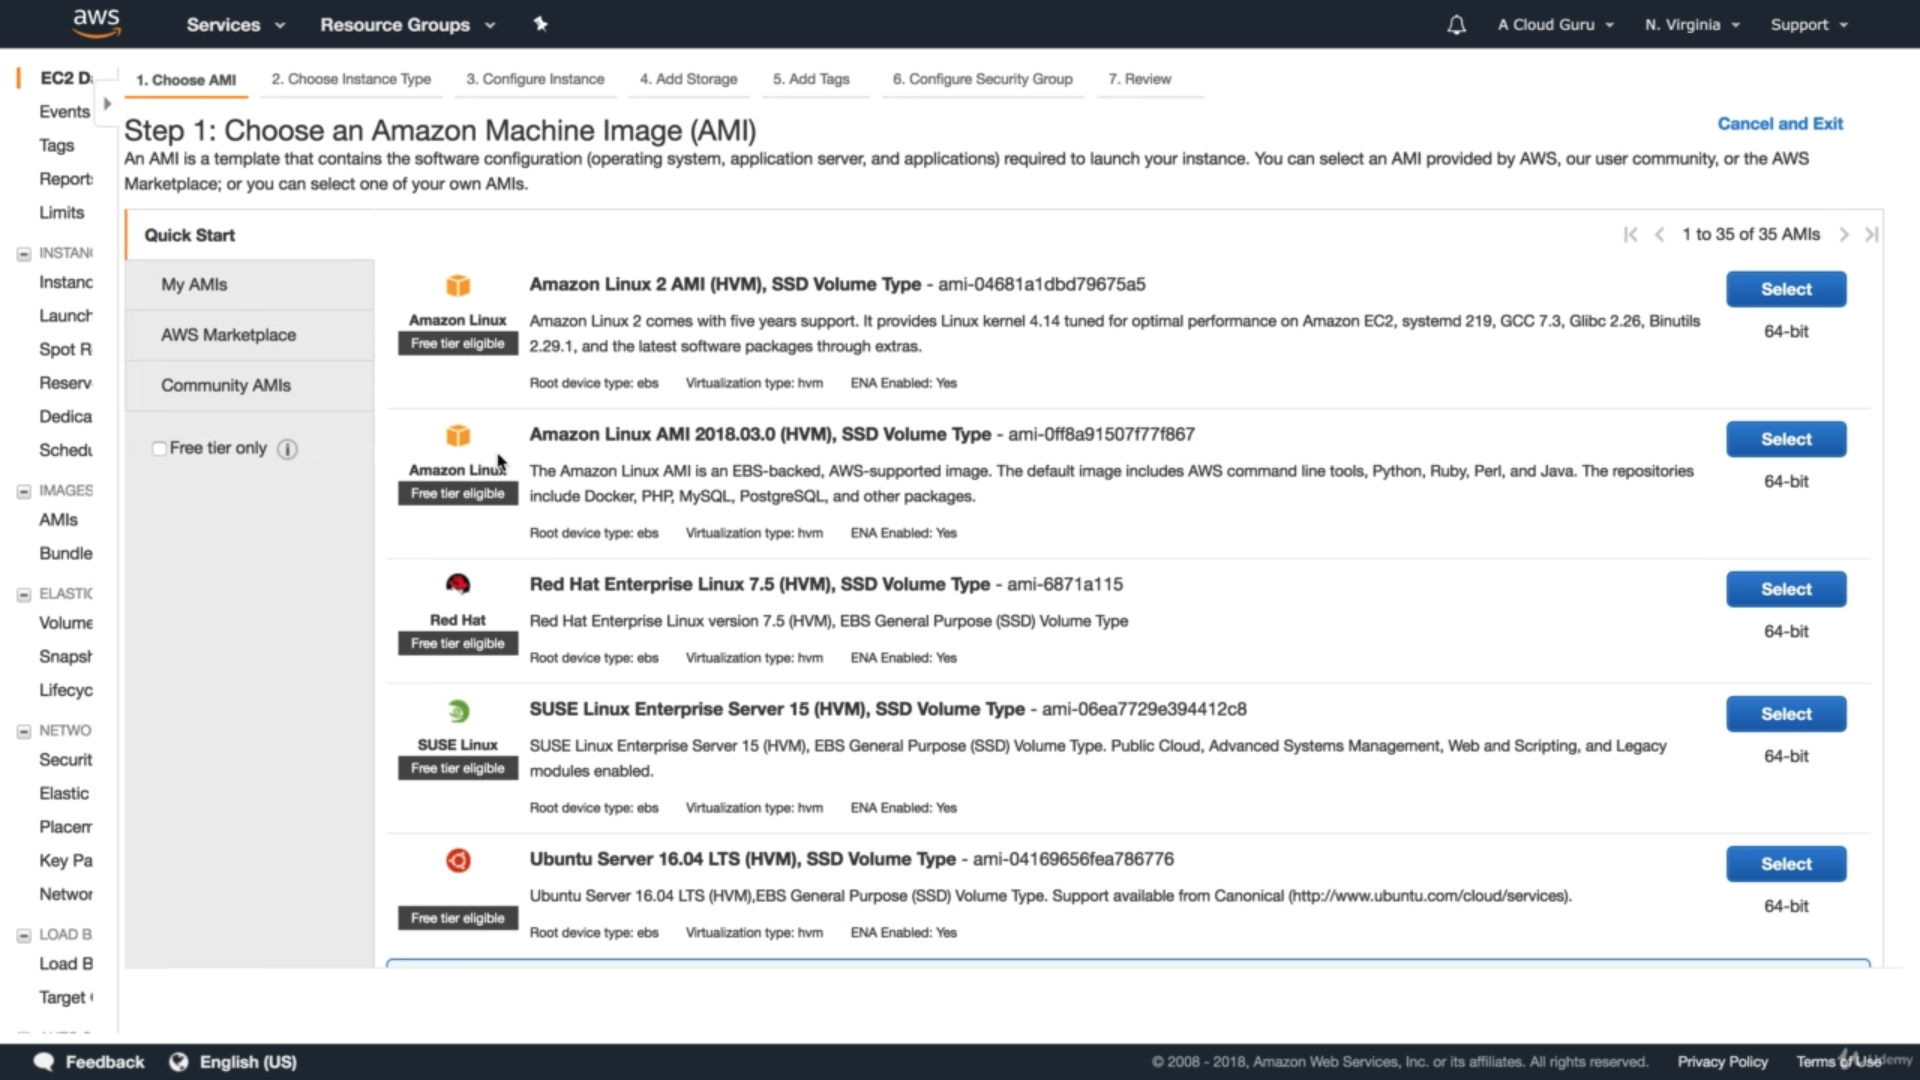 aws
Services
Resource Groups
A Cloud Guru
N. Virginia
Support
EC2 D
Events
Tags
Report
Limits
INSTAN
Instanc
Launch
Spot R
Reserv
Dedica
Schedu
IMAGES
AMIs
Bundle
ELASTIC
Volume
Snapsh
Lifecyc
NETWO
Securit
Elastic
Placem
Key Pa
Networ
LOAD B
Load B
Target
1. Choose AMI
2. Choose Instance Type
3. Configure Instance
4. Add Storage
5. Add Tags
6. Configure Security Group
7. Review
Step 1: Choose an Amazon Machine Image (AMI)
Cancel and Exit
An AMI is a template that contains the software configuration (operating system, application server, and applications) required to launch your instance. You can select an AMI provided by AWS, our user community, or the AWS
Marketplace; or you can select one of your own AMIs.
Quick Start
1 to 35 of 35 AMIs
My AMIs
AWS Marketplace
Community AMIs
Free tier only
Amazon Linux
Free tier eligible
Amazon Linux 2 AMI (HVM), SSD Volume Type - ami-04681a1dbd79675a5
Amazon Linux 2 comes with five years support. It provides Linux kernel 4.14 tuned for optimal performance on Amazon EC2, systemd 219, GCC 7.3, Glibc 2.26, Binutils
2.29.1, and the latest software packages through extras.
Root device type: ebs Virtualization type: hvm ENA Enabled: Yes
Select
64-bit
Amazon Linux
Free tier eligible
Amazon Linux AMI 2018.03.0 (HVM), SSD Volume Type - ami-0ff8a91507f77f867
The Amazon Linux AMI is an EBS-backed, AWS-supported image. The default image includes AWS command line tools, Python, Ruby, Perl, and Java. The repositories
include Docker, PHP, MySQL, PostgreSQL, and other packages.
Root device type: ebs Virtualization type: hvm ENA Enabled: Yes
Select
64-bit
Red Hat
Free tier eligible
Red Hat Enterprise Linux 7.5 (HVM), SSD Volume Type - ami-6871a115
Red Hat Enterprise Linux version 7.5 (HVM), EBS General Purpose (SSD) Volume Type
Root device type: ebs Virtualization type: hvm ENA Enabled: Yes
Select
64-bit
SUSE Linux
Free tier eligible
SUSE Linux Enterprise Server 15 (HVM), SSD Volume Type - ami-06ea7729e394412c8
SUSE Linux Enterprise Server 15 (HVM), EBS General Purpose (SSD) Volume Type. Public Cloud, Advanced Systems Management, Web and Scripting, and Legacy
modules enabled.
Root device type: ebs Virtualization type: hvm ENA Enabled: Yes
Select
64-bit
Free tier eligible
Ubuntu Server 16.04 LTS (HVM), SSD Volume Type - ami-04169656fea786776
Ubuntu Server 16.04 LTS (HVM),EBS General Purpose (SSD) Volume Type. Support available from Canonical (http://www.ubuntu.com/cloud/services).
Root device type: ebs Virtualization type: hvm ENA Enabled: Yes
Select
64-bit
Feedback
English (US)
© 2008 - 2018, Amazon Web Services, Inc. or its affiliates. All rights reserved.
Privacy Policy
Terms of Use